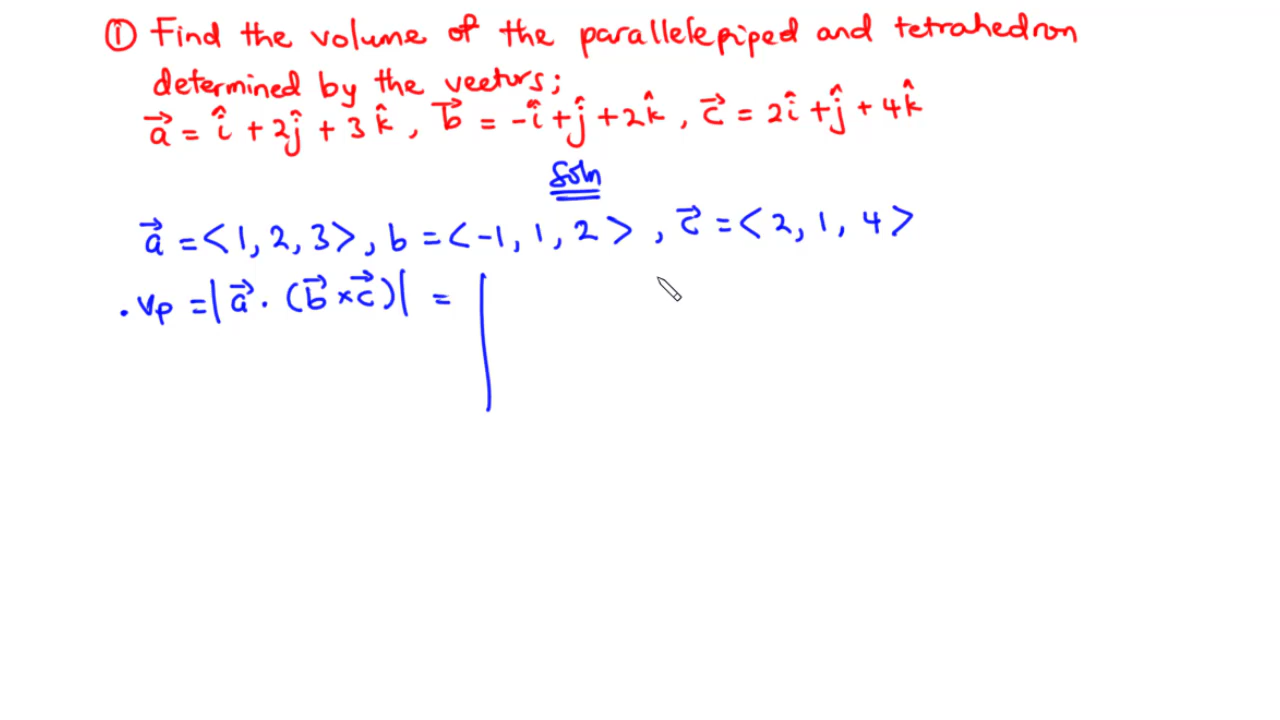 ① Find the volume of the parallelepiped and tetrahedron
determined by the vectors;
a⃗ = î + 2ĵ + 3k̂, b⃗ = -î + ĵ + 2k̂, c⃗ = 2î + ĵ + 4k̂
Soln
a⃗ = <1, 2, 3>, b = <-1, 1, 2>, c⃗ = <2, 1, 4>
. Vp = |a⃗ · (b⃗ × c⃗)| = |